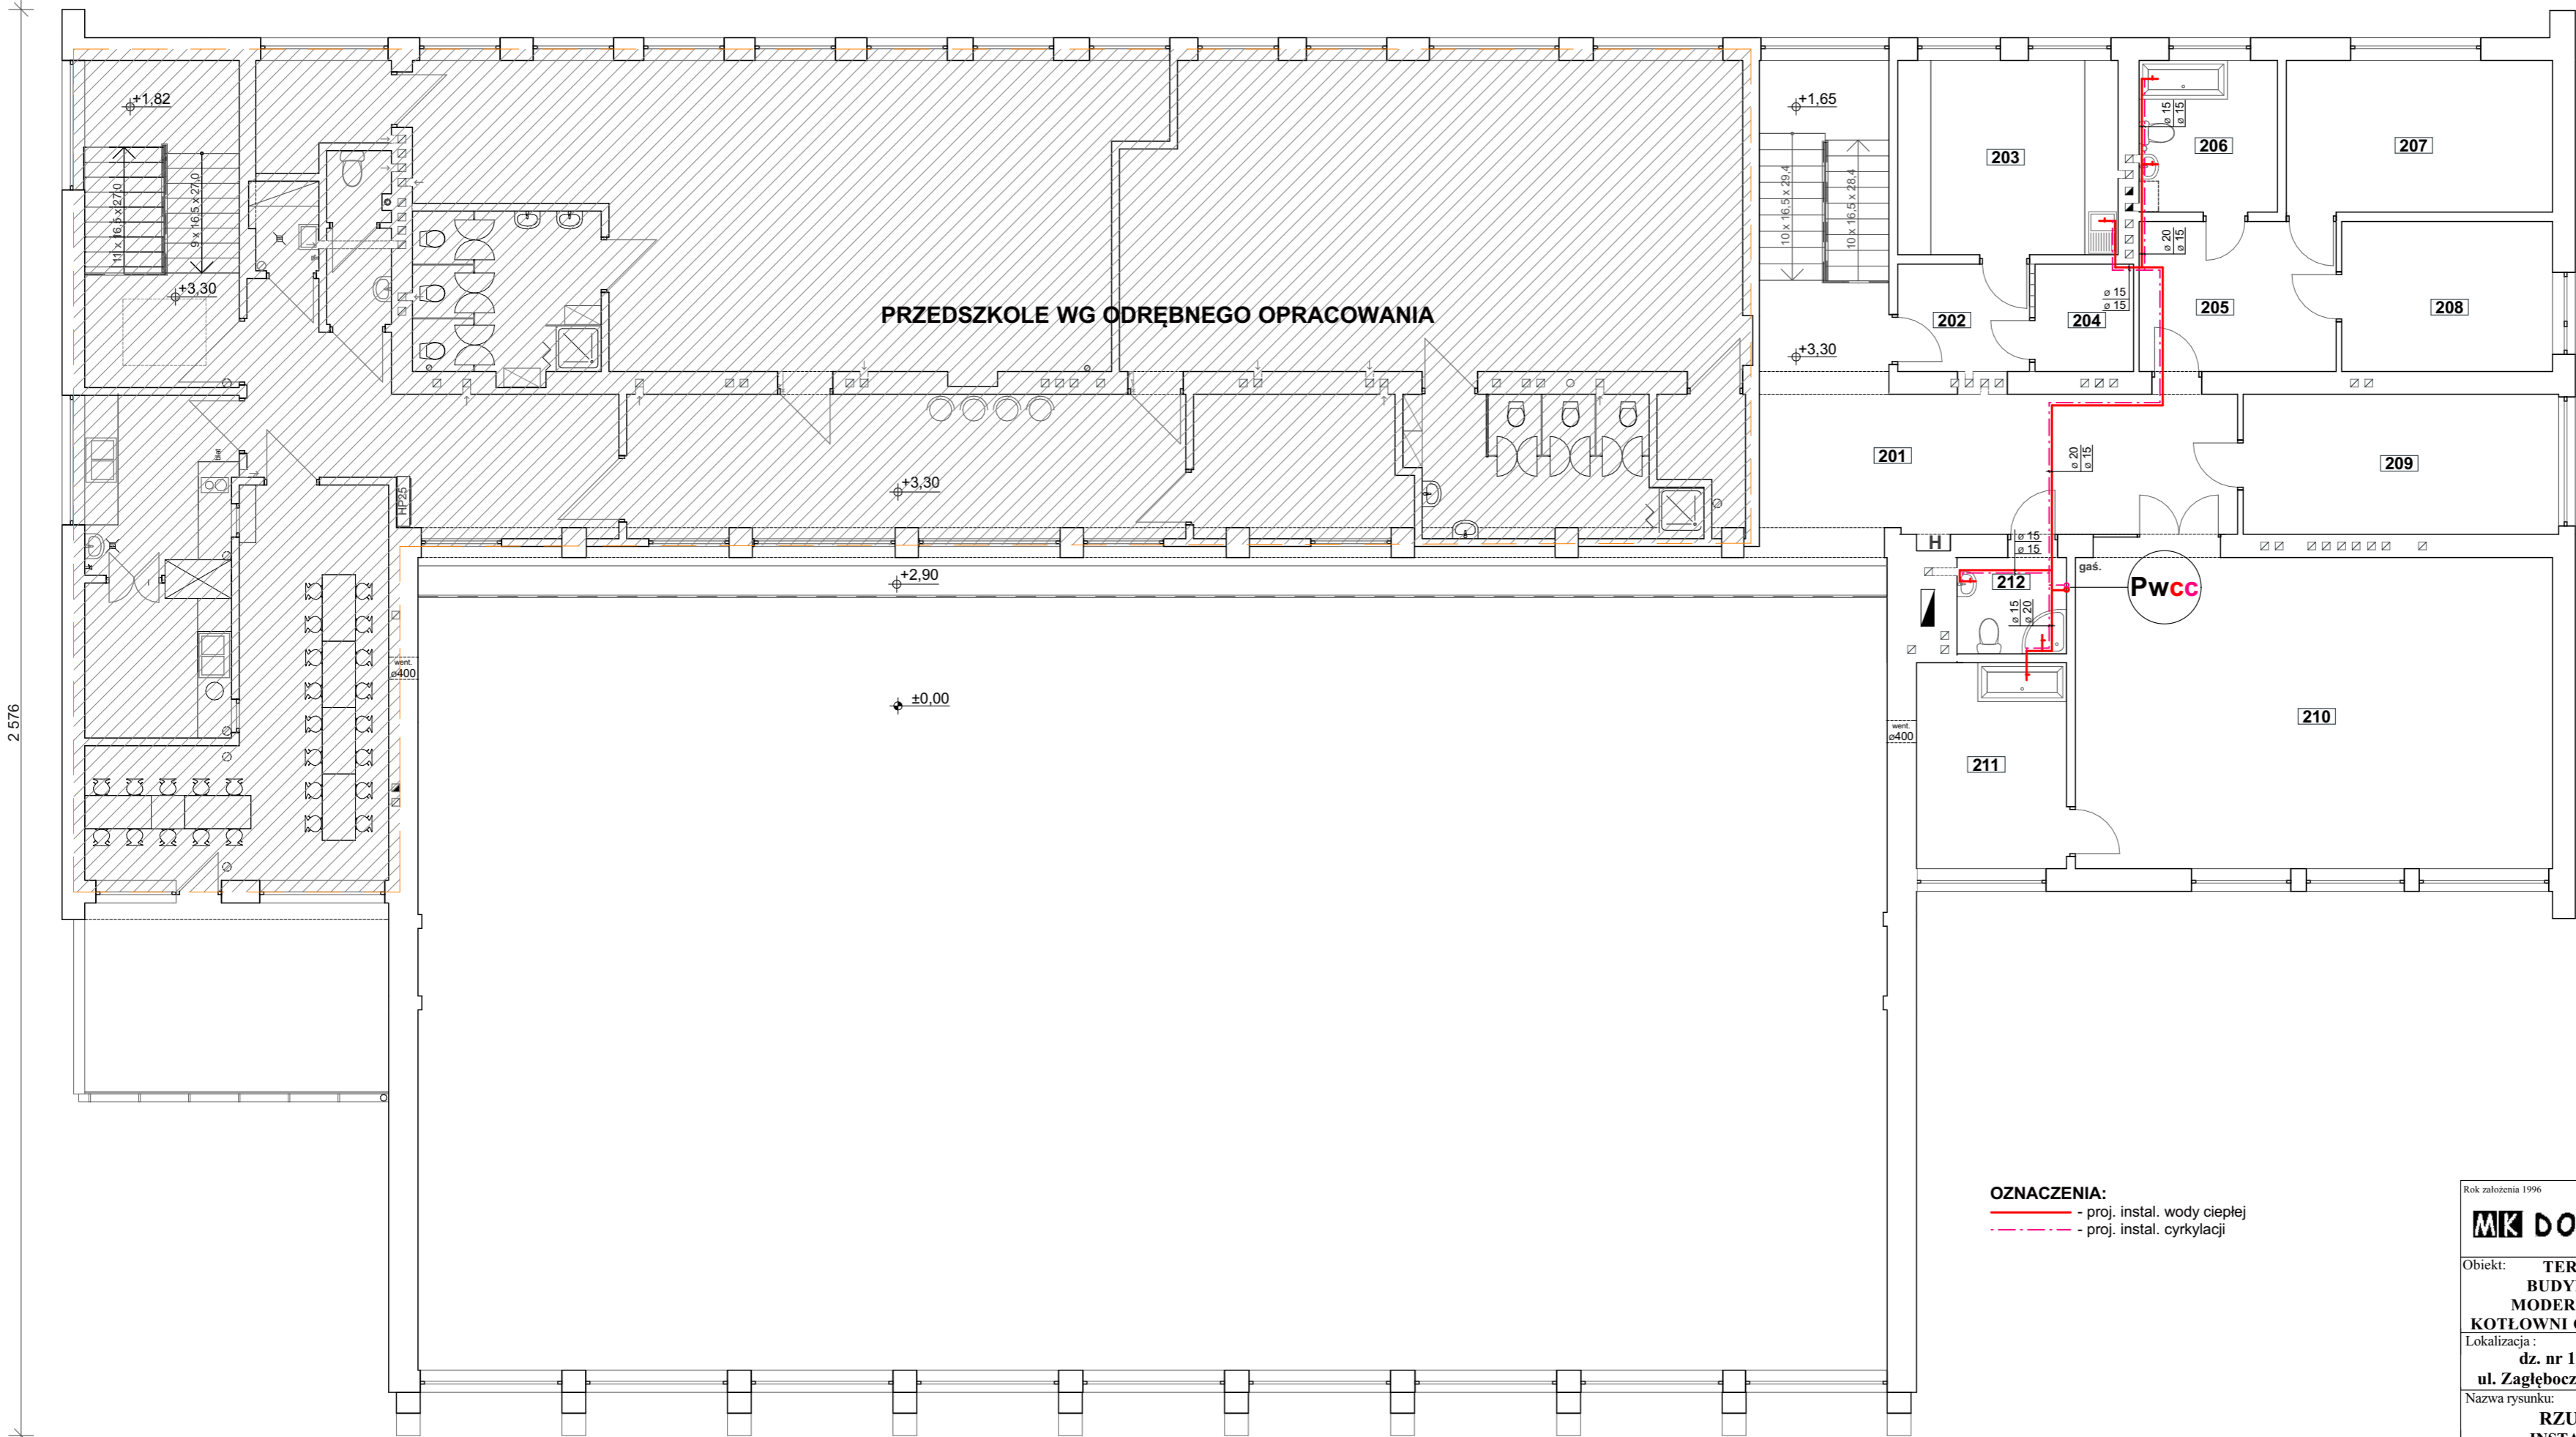 +1,82
+1,65
ø 15
ø 15
203
206
207
11 x 16,5 x 27,0
9 x 16,5 x 27,0
10 x 16,5 x 29,4
10 x 16,5 x 28,4
ø 20
ø 15
+3,30
PRZEDSZKOLE WG ODRĘBNEGO OPRACOWANIA
ø 15
ø 15
202
204
205
208
+3,30
blat
201
ø 20
ø 15
209
+3,30
HP25
H
ø 15
ø 15
gaś.
+2,90
212
Pwcc
ø 15
ø 20
went.
ø400
±0,00
2 576
went.
ø400
210
211
OZNACZENIA:
- proj. instal. wody ciepłej
- proj. instal. cyrkylacji
Rok założenia 1996
MK DO
Obiekt: TER
BUDY
MODER
KOTŁOWNI
Lokalizacja :
dz. nr 1
ul. Zagłębocz
Nazwa rysunku:
RZU